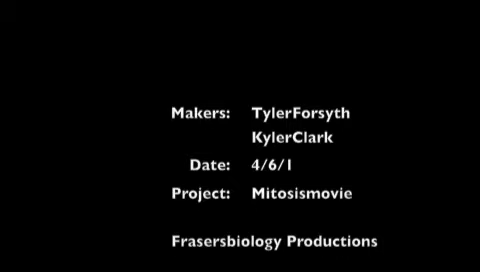 Makers: TylerForsyth
KylerClark
Date: 4/6/1
Project: Mitosismovie
Frasersbiology Productions